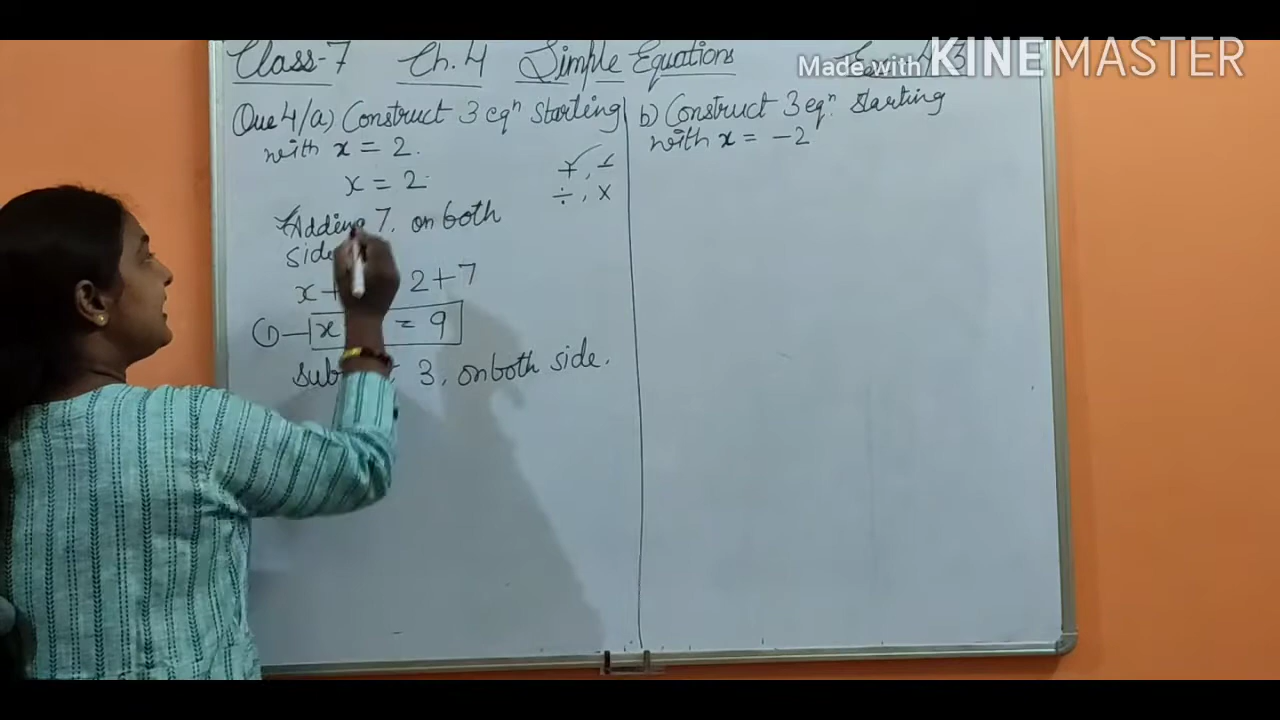 Class-7 Ch.4 Simple Equations
Made with KINEMASTER
Que 4/a) Construct 3 eqⁿ starting
with x = 2.
x = 2.
+, -
÷, x
Adding 7, on both
side
x+ 2+7
① — x = 9
3, on both side.
b) Construct 3 eqⁿ. starting
with x = -2